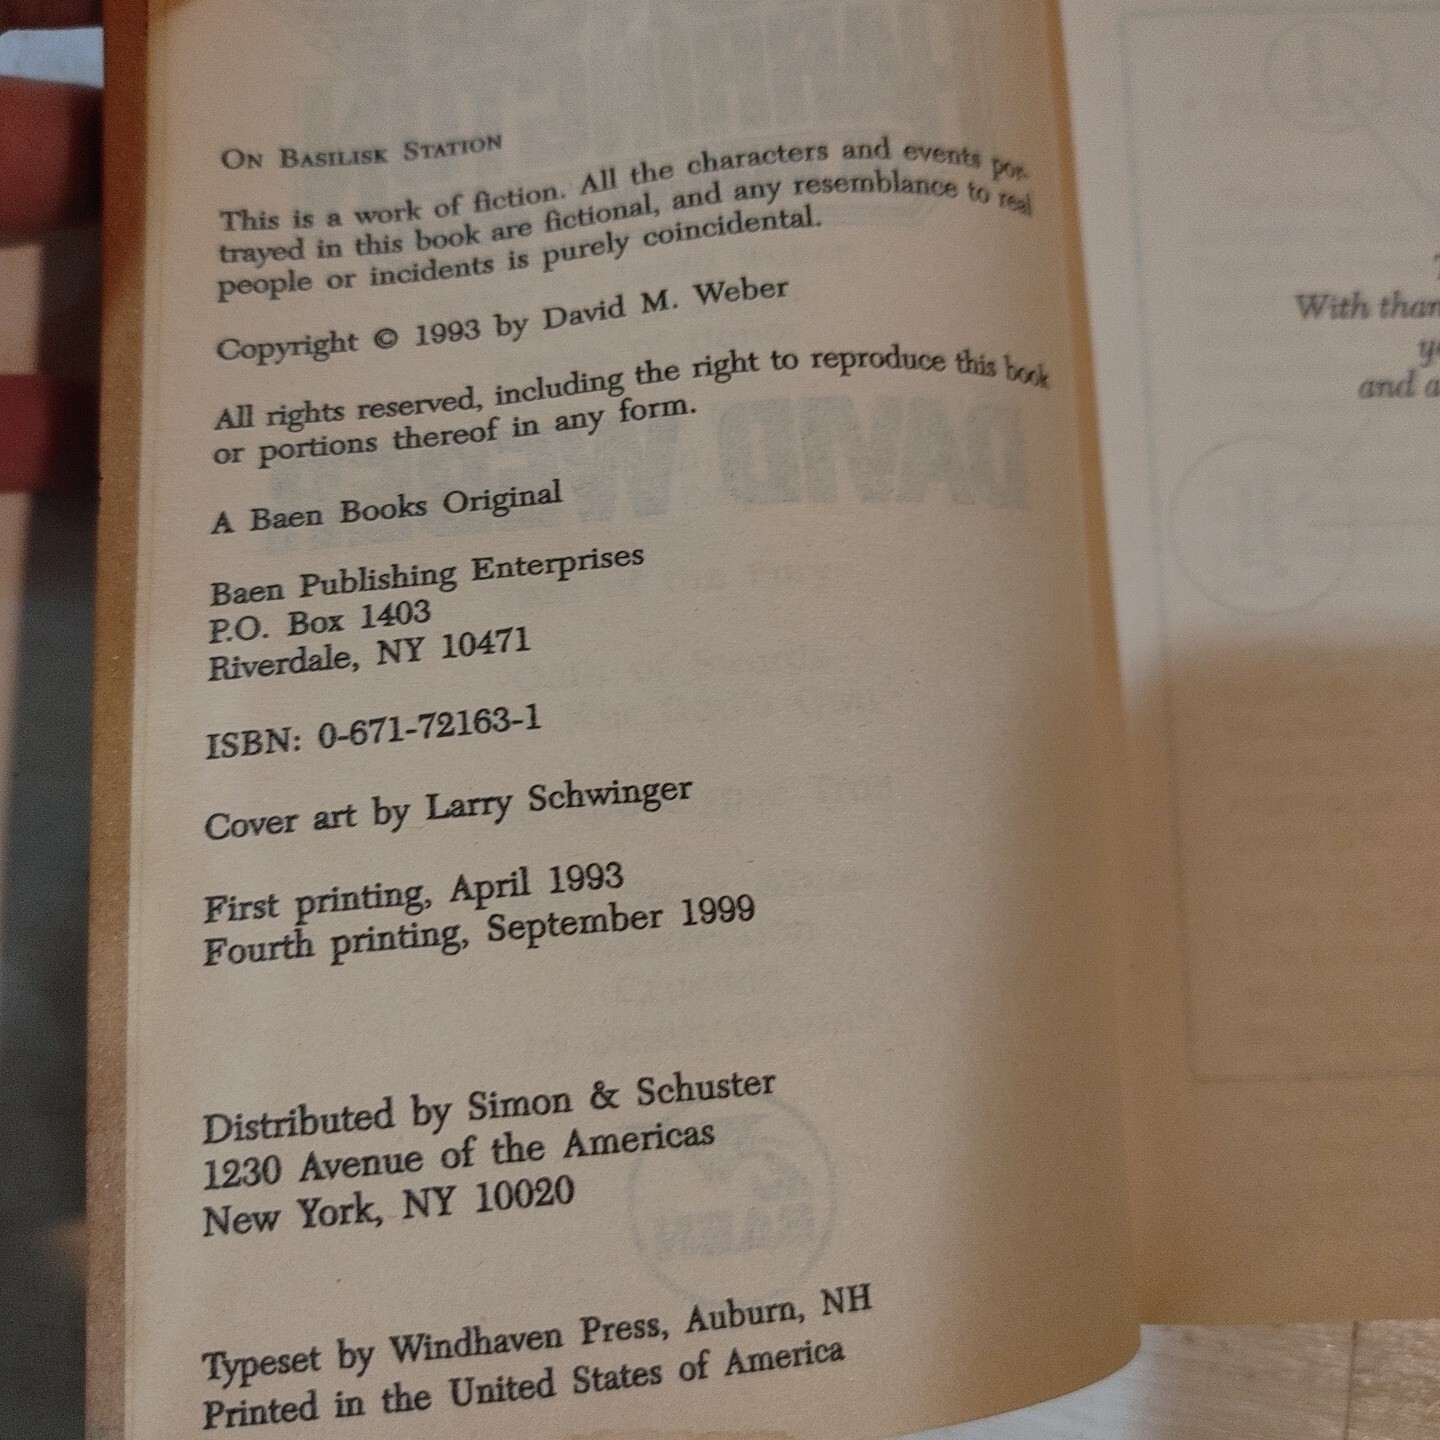 ON BASILISK STATION
This is a work of fiction. All the characters and events por-
trayed in this book are fictional, and any resemblance to real
people or incidents is purely coincidental.
Copyright © 1993 by David M. Weber
All rights reserved, including the right to reproduce this book
or portions thereof in any form.
A Baen Books Original
Baen Publishing Enterprises
P.O. Box 1403
Riverdale, NY 10471
ISBN: 0-671-72163-1
Cover art by Larry Schwinger
First printing, April 1993
Fourth printing, September 1999
Distributed by Simon & Schuster
1230 Avenue of the Americas
New York, NY 10020
Typeset by Windhaven Press, Auburn, NH
Printed in the United States of America
With
and